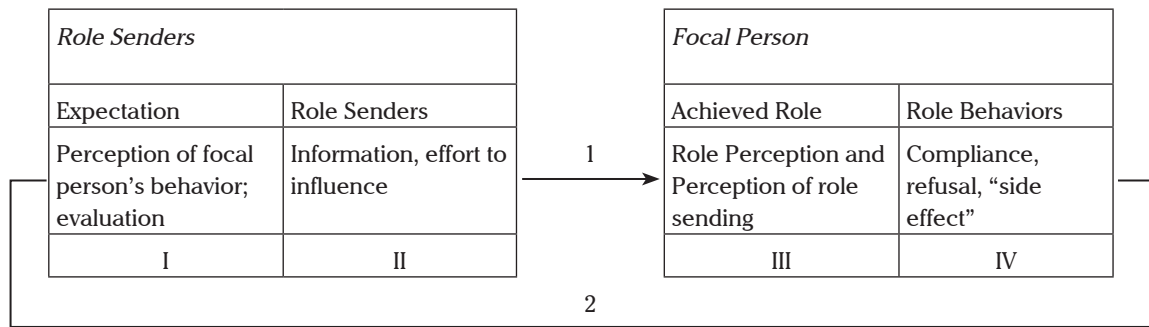 Role Senders
Focal Person
Expectation
Role Senders
Achieved Role
Role Behaviors
Perception of focal
person's behavior;
evaluation
Information, effort to
influence
1
Role Perception and
Perception of role
sending
Compliance,
refusal, “side
effect”
I
II
III
IV
2